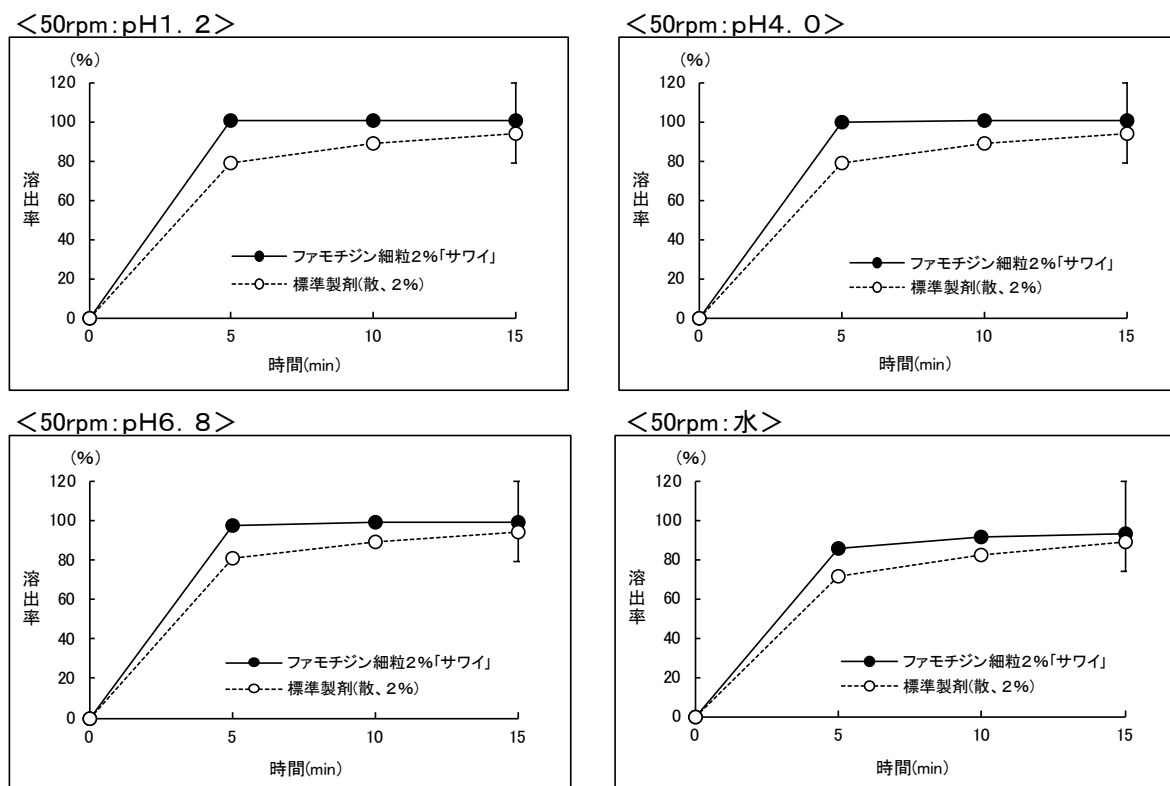 <50rpm:pH1.2>
(%)
120
100
80
60
40
20
0
溶出率
ファモチジン細粒2%「サワイ」
標準製剤(散、2%)
0 5 10 15
時間(min)
<50rpm:pH4.0>
(%)
120
100
80
60
40
20
0
溶出率
ファモチジン細粒2%「サワイ」
標準製剤(散、2%)
0 5 10 15
時間(min)
<50rpm:pH6.8>
(%)
120
100
80
60
40
20
0
溶出率
ファモチジン細粒2%「サワイ」
標準製剤(散、2%)
0 5 10 15
時間(min)
<50rpm:水>
(%)
120
100
80
60
40
20
0
溶出率
ファモチジン細粒2%「サワイ」
標準製剤(散、2%)
0 5 10 15
時間(min)